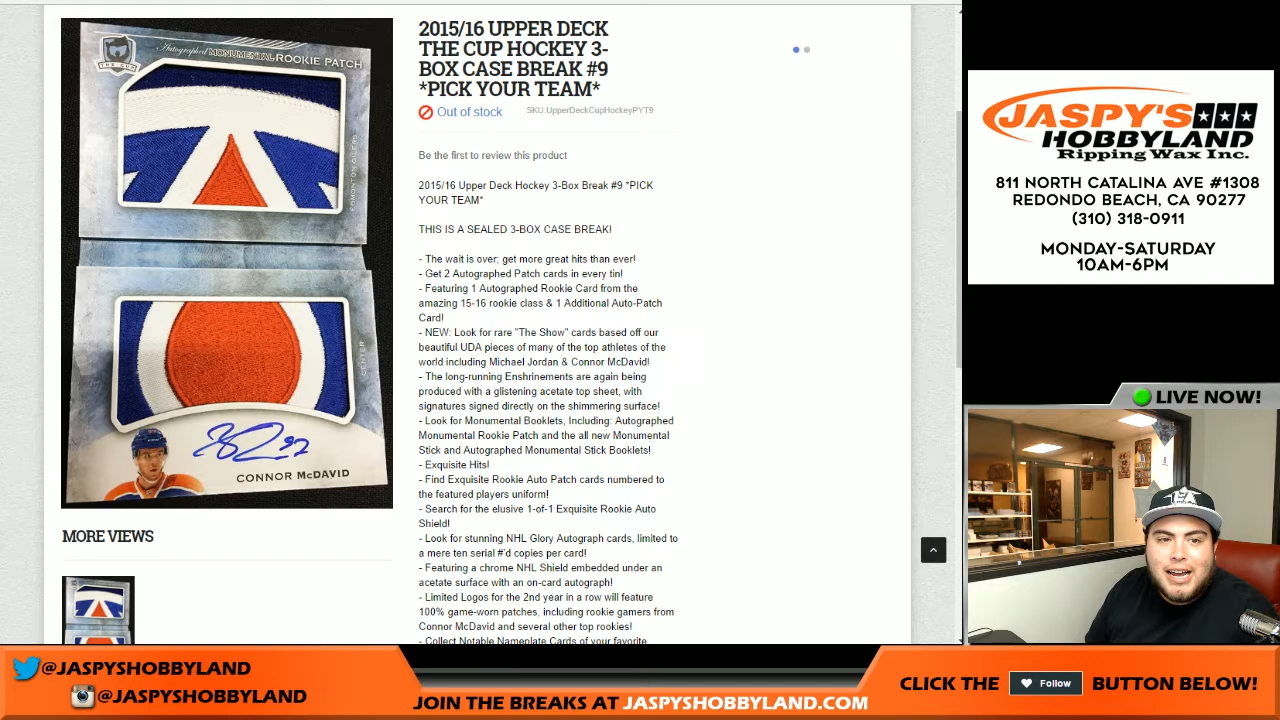 THE CUP
Autographed MONUMENTAL ROOKIE PATCH
EDMONTON OILERS
CENTER
CONNOR McDAVID
MORE VIEWS
2015/16 UPPER DECK
THE CUP HOCKEY 3-
BOX CASE BREAK #9
*PICK YOUR TEAM*
Out of stock
SKU:UpperDeckCupHockeyPYT9
Be the first to review this product
2015/16 Upper Deck Hockey 3-Box Break #9 *PICK
YOUR TEAM*
THIS IS A SEALED 3-BOX CASE BREAK!
- The wait is over; get more great hits than ever!
- Get 2 Autographed Patch cards in every tin!
- Featuring 1 Autographed Rookie Card from the
amazing 15-16 rookie class & 1 Additional Auto-Patch
Card!
- NEW: Look for rare "The Show" cards based off our
beautiful UDA pieces of many of the top athletes of the
world including Michael Jordan & Connor McDavid!
- The long-running Enshrinements are again being
produced with a glistening acetate top sheet, with
signatures signed directly on the shimmering surface!
- Look for Monumental Booklets, Including: Autographed
Monumental Rookie Patch and the all new Monumental
Stick and Autographed Monumental Stick Booklets!
- Exquisite Hits!
- Find Exquisite Rookie Auto Patch cards numbered to
the featured players uniform!
- Search for the elusive 1-of-1 Exquisite Rookie Auto
Shield!
- Look for stunning NHL Glory Autograph cards, limited to
a mere ten serial #'d copies per card!
- Featuring a chrome NHL Shield embedded under an
acetate surface with an on-card autograph!
- Limited Logos for the 2nd year in a row will feature
100% game-worn patches, including rookie gamers from
Connor McDavid and several other top rookies!
- Collect Notable Nameplate Cards of your favorite
JASPY'S
HOBBYLAND
Ripping Wax Inc.
811 NORTH CATALINA AVE #1308
REDONDO BEACH, CA 90277
(310) 318-0911
MONDAY-SATURDAY
10AM-6PM
LIVE NOW!
@JASPYSHOBBYLAND
@JASPYSHOBBYLAND
JOIN THE BREAKS AT JASPYSHOBBYLAND.COM
CLICK THE Follow BUTTON BELOW!